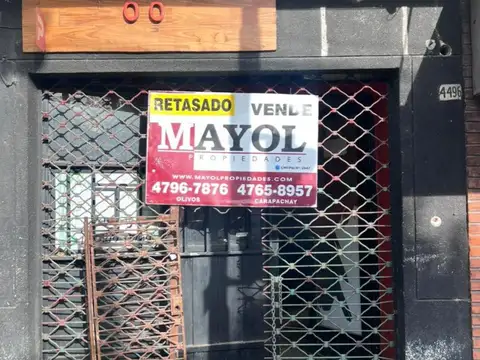 4496
RETASADO VENDE
MAYOL
PROPIEDADES
WWW.MAYOLPROPIEDADES.COM
4796-7876 4765-8957
OLIVOS CARAPACHAY